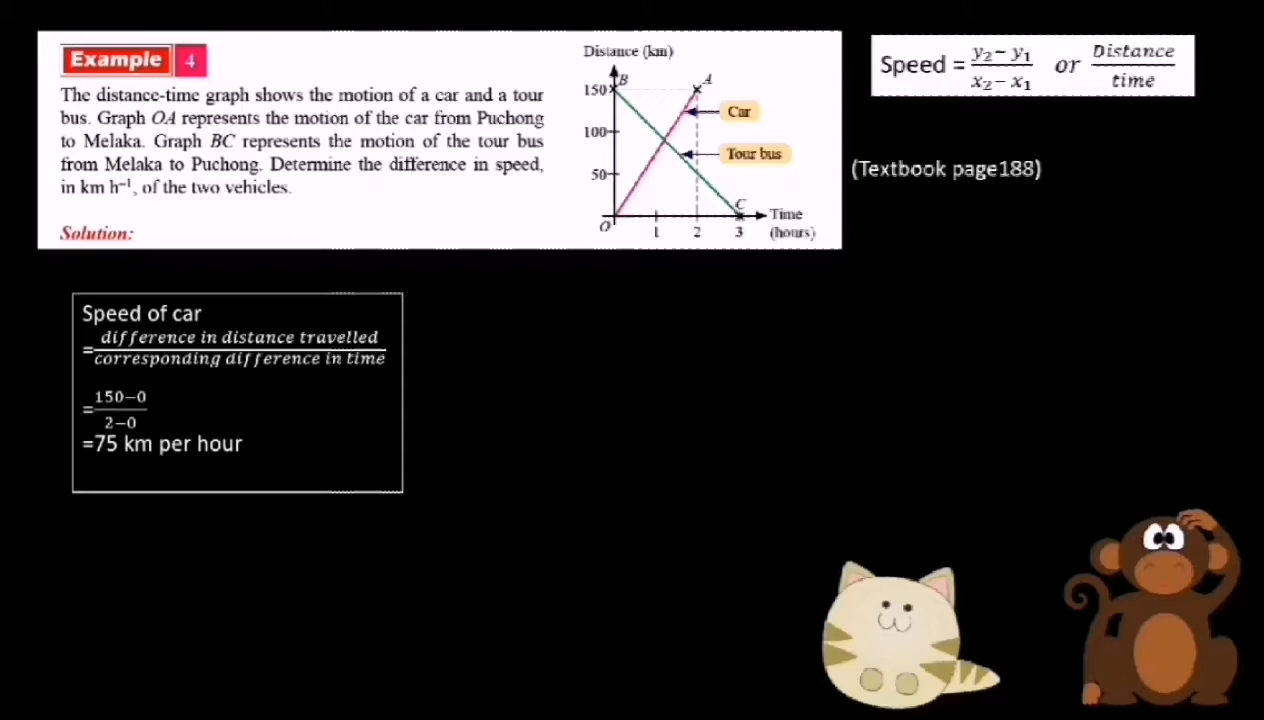 Example 4
The distance-time graph shows the motion of a car and a tour
bus. Graph OA represents the motion of the car from Puchong
to Melaka. Graph BC represents the motion of the tour bus
from Melaka to Puchong. Determine the difference in speed,
in km h⁻¹, of the two vehicles.
Solution:
Distance (km)
B
A
150
Car
100
Tour bus
50
C
O
1 2 3
Time
(hours)
Speed = y₂− y₁ / x₂− x₁ or Distance / time
(Textbook page188)
Speed of car
= difference in distance travelled / corresponding difference in time
= 150−0 / 2−0
=75 km per hour